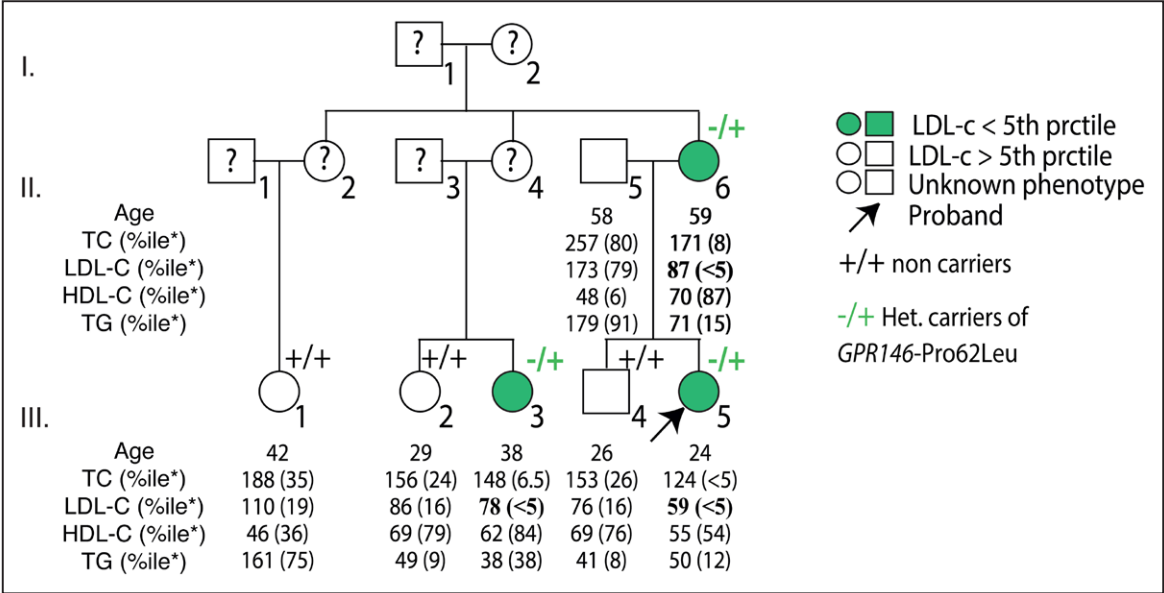 I.
? 1 ? 2
-/+
II.
? 1 ? 2 ? 3 ? 4 5 6
Age 58 59
TC (%ile*) 257 (80) 171 (8)
LDL-C (%ile*) 173 (79) 87 (<5)
HDL-C (%ile*) 48 (6) 70 (87)
TG (%ile*) 179 (91) 71 (15)
+/+ +/+ -/+ +/+ -/+
III.
1 2 3 4 5
Age 42 29 38 26 24
TC (%ile*) 188 (35) 156 (24) 148 (6.5) 153 (26) 124 (<5)
LDL-C (%ile*) 110 (19) 86 (16) 78 (<5) 76 (16) 59 (<5)
HDL-C (%ile*) 46 (36) 69 (79) 62 (84) 69 (76) 55 (54)
TG (%ile*) 161 (75) 49 (9) 38 (38) 41 (8) 50 (12)
LDL-c < 5th prctile
LDL-c > 5th prctile
Unknown phenotype
Proband
+/+ non carriers
-/+ Het. carriers of
GPR146-Pro62Leu